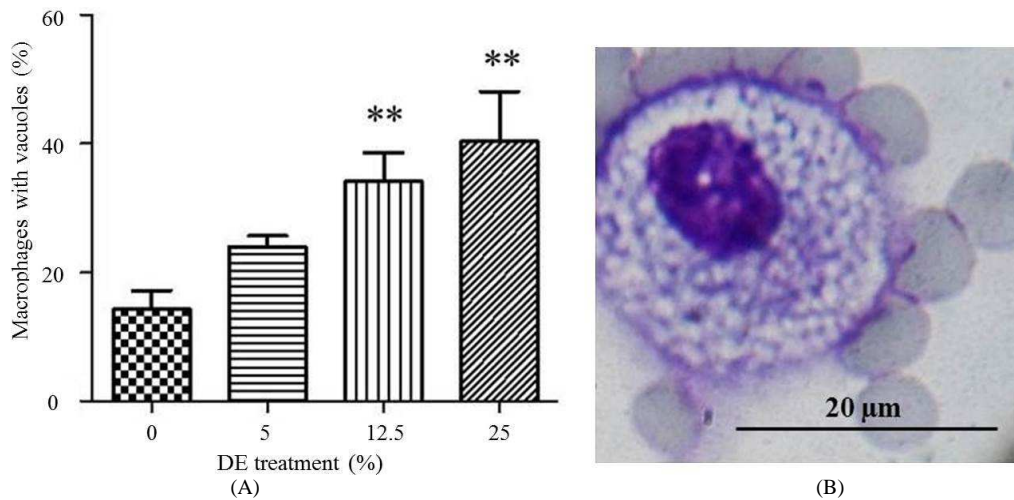 60
40
20
0
Macrophages with vacuoles (%)
**
**
0 5 12.5 25
DE treatment (%)
(A)
20 µm
(B)